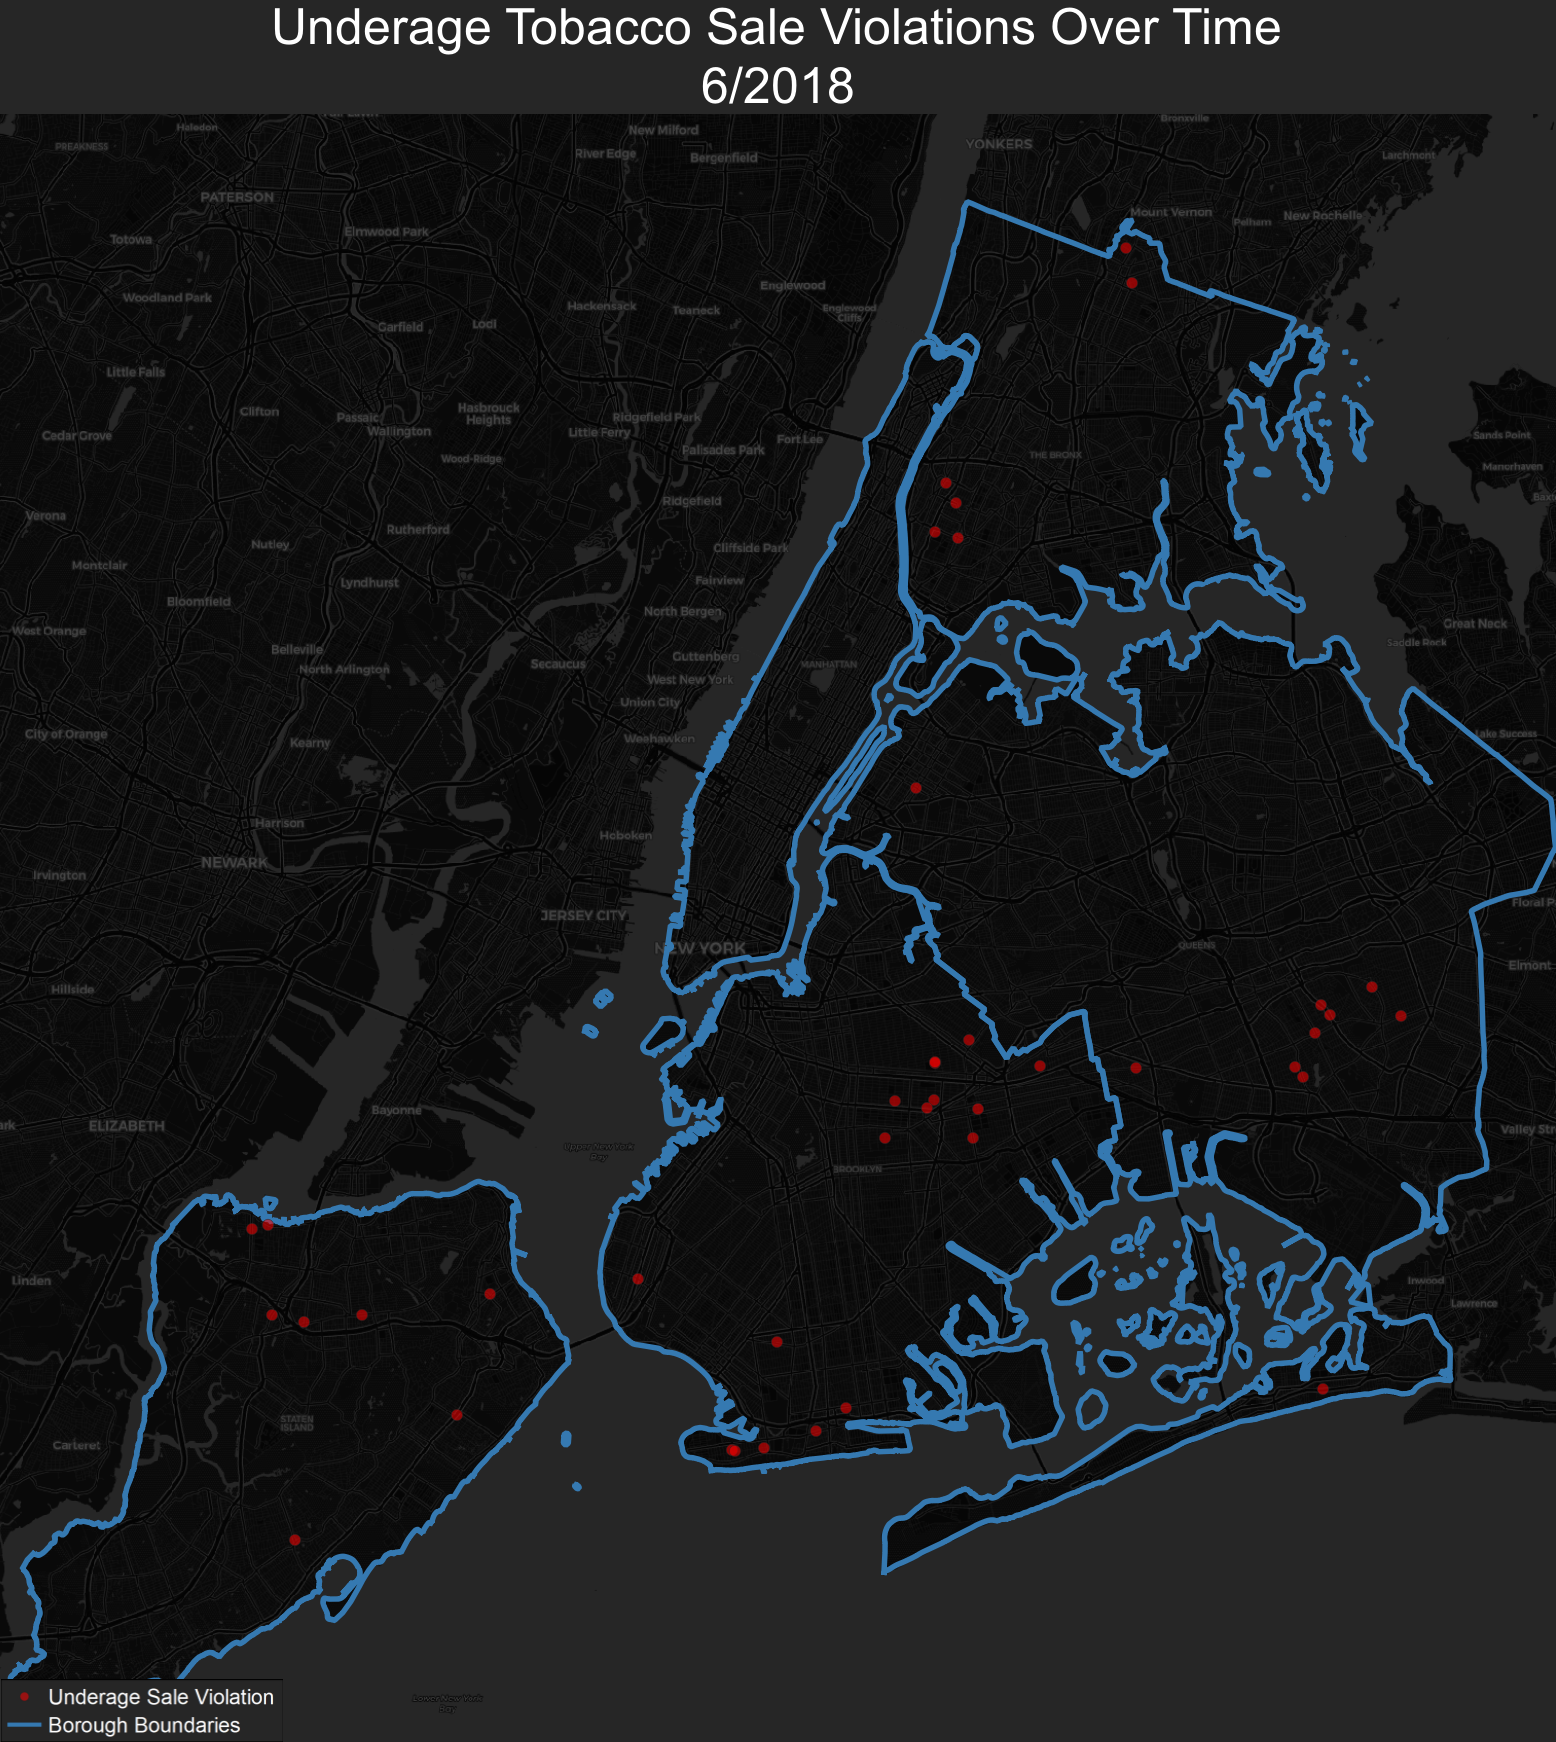 Underage Tobacco Sale Violations Over Time
6/2018
Bronxville
Haledon
New Milford
YONKERS
PREAKNESS
River Edge
Bergenfield
Larchmont
PATERSON
Mount Vernon
New Rochelle
Pelham
Elmwood Park
Totowa
Englewood
Woodland Park
Hackensack
Teaneck
Englewood
Cliffs
Garfield
Lodi
Little Falls
Clifton
Passaic
Hasbrouck
Heights
Ridgefield Park
Wallington
Little Ferry
Cedar Grove
Fort Lee
Sands Point
Palisades Park
THE BRONX
Wood-Ridge
Manorhaven
Ridgefield
Baxt
Verona
Rutherford
Nutley
Cliffside Park
Montclair
Lyndhurst
Fairview
Bloomfield
North Bergen
Great Neck
West Orange
Saddle Rock
Belleville
Guttenberg
Secaucus
MANHATTAN
North Arlington
West New York
Union City
City of Orange
Lake Success
Kearny
Weehawken
Harrison
Hoboken
NEWARK
Irvington
Floral P
JERSEY CITY
NEW YORK
QUEENS
Elmont
Hillside
Bayonne
ELIZABETH
ark
Valley Str
Upper New York
Bay
BROOKLYN
Linden
Inwood
Lawrence
STATEN
ISLAND
Carteret
Underage Sale Violation
Lower New York
Bay
Borough Boundaries